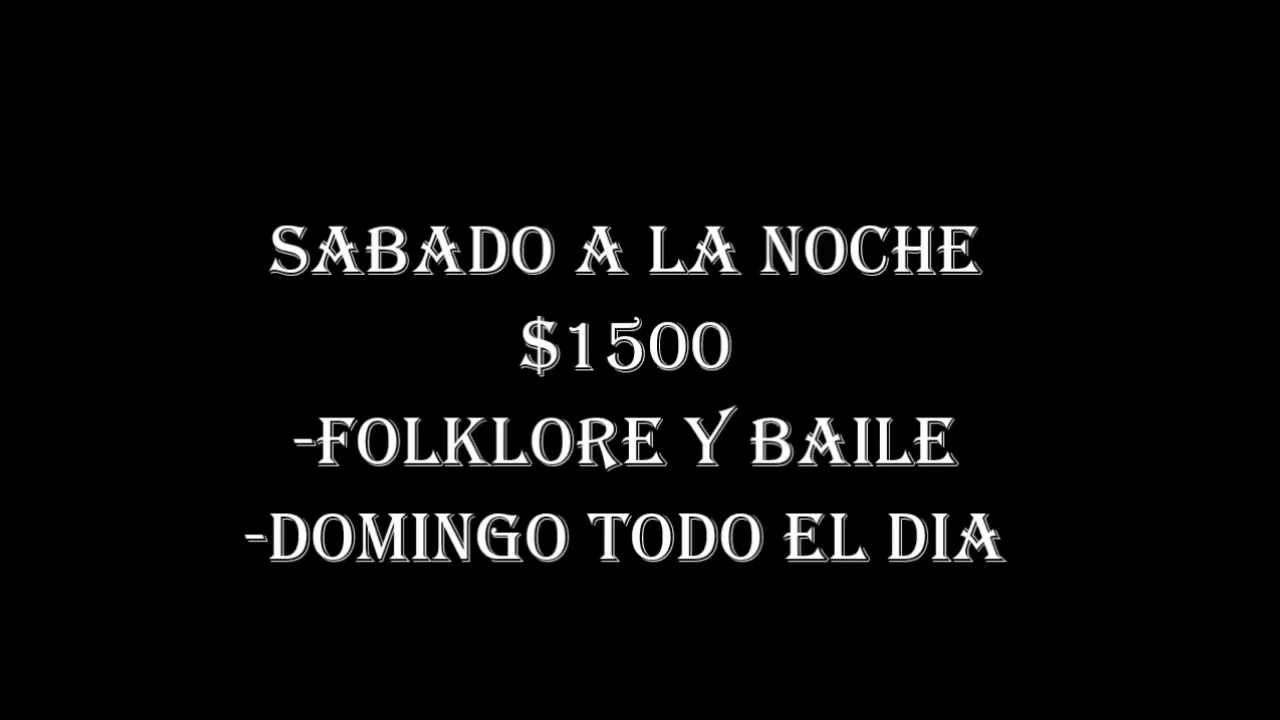 SABADO A LA NOCHE
$1500
-FOLKLORE Y BAILE
-DOMINGO TODO EL DIA